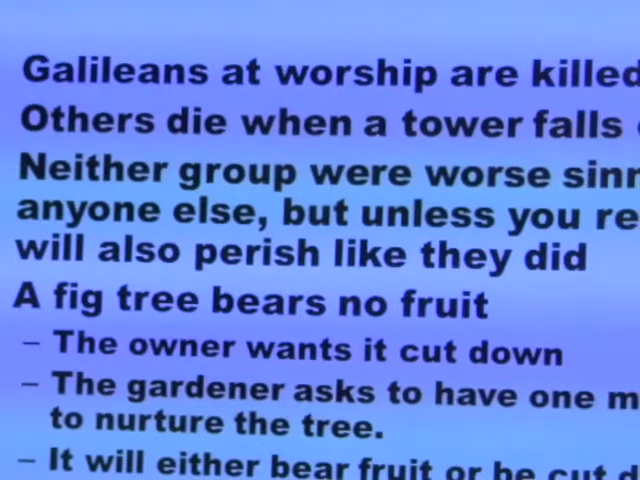 Galileans at worship are killed
Others die when a tower falls
Neither group were worse
anyone else, but unless you
will also perish like they did
A fig tree bears no fruit
– The owner wants it cut down
– The gardener asks to have one
to nurture the tree.
– It will either bear fruit or be cut